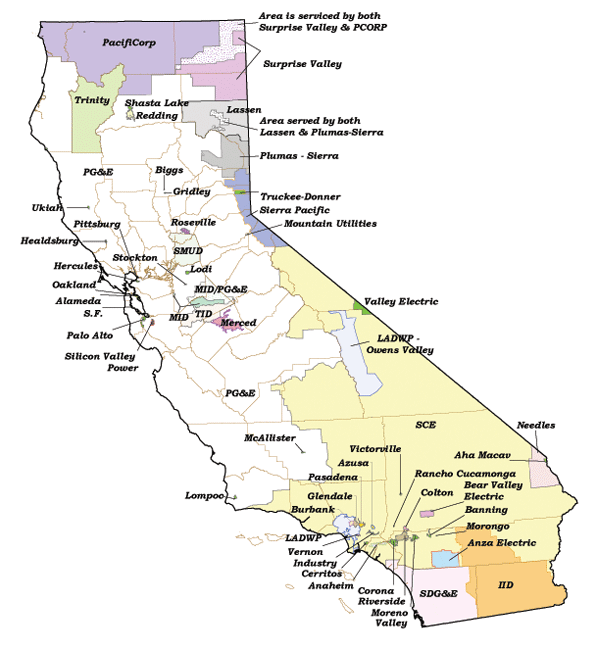 Area is serviced by both
Surprise Valley & PCORP
PacifiCorp
Surprise Valley
Trinity
Shasta Lake
Redding
Lassen
Area served by both
Lassen & Plumas-Sierra
Plumas - Sierra
PG&E
Biggs
Gridley
Truckee-Donner
Sierra Pacific
Mountain Utilities
Ukiah
Pittsburg
Roseville
Healdsburg
SMUD
Stockton
Hercules
Lodi
Oakland
MID/PG&E
Alameda
S.F.
MID
TID
Merced
Valley Electric
Palo Alto
Silicon Valley
Power
LADWP -
Owens Valley
PG&E
SCE
Needles
McAllister
Victorville
Aha Macav
Azusa
Pasadena
Rancho Cucamonga
Bear Valley
Electric
Colton
Lompoc
Glendale
Burbank
Banning
Morongo
LADWP
Anza Electric
Vernon
Industry
Cerritos
Anaheim
Corona
Riverside
Moreno
Valley
SDG&E
IID